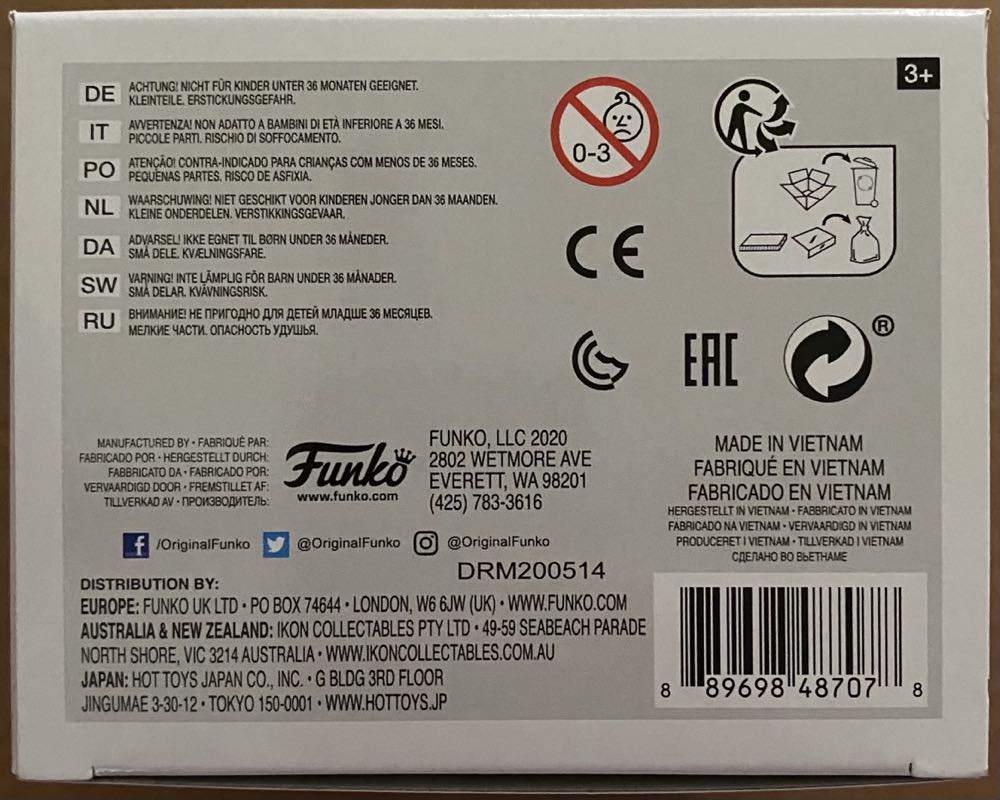 3+
DE ACHTUNG! NICHT FÜR KINDER UNTER 36 MONATEN GEEIGNET.
KLEINTEILE. ERSTICKUNGSGEFAHR.
IT AVVERTENZA! NON ADATTO A BAMBINI DI ETÀ INFERIORE A 36 MESI.
PICCOLE PARTI. RISCHIO DI SOFFOCAMENTO.
PO ATENÇÃO! CONTRA-INDICADO PARA CRIANÇAS COM MENOS DE 36 MESES.
PEQUENAS PARTES. RISCO DE ASFIXIA.
NL WAARSCHUWING! NIET GESCHIKT VOOR KINDEREN JONGER DAN 36 MAANDEN.
KLEINE ONDERDELEN. VERSTIKKINGSGEVAAR.
DA ADVARSEL! IKKE EGNET TIL BØRN UNDER 36 MÅNEDER.
SMÅ DELE. KVÆLNINGSFARE.
SW VARNING! INTE LÄMPLIG FÖR BARN UNDER 36 MÅNADER.
SMÅ DELAR. KVÄVNINGSRISK.
RU ВНИМАНИЕ! НЕ ПРИГОДНО ДЛЯ ДЕТЕЙ МЛАДШЕ 36 МЕСЯЦЕВ.
МЕЛКИЕ ЧАСТИ. ОПАСНОСТЬ УДУШЬЯ.
0-3
CE
EAC
®
MANUFACTURED BY • FABRIQUÉ PAR:
FABRICADO POR • HERGESTELLT DURCH:
FABBRICATO DA • FABRICADO POR:
VERVAARDIGD DOOR • FREMSTILLET AF:
TILLVERKAD AV • ПРОИЗВОДИТЕЛЬ:
Funko
www.funko.com
FUNKO, LLC 2020
2802 WETMORE AVE
EVERETT, WA 98201
(425) 783-3616
MADE IN VIETNAM
FABRIQUÉ EN VIETNAM
FABRICADO EN VIETNAM
HERGESTELLT IN VIETNAM • FABBRICATO IN VIETNAM
FABRICADO NA VIETNAM • VERVAARDIGD IN VIETNAM
PRODUCERET I VIETNAM • TILLVERKAD I VIETNAM
СДЕЛАНО ВО ВЬЕТНАМЕ
/OriginalFunko @OriginalFunko @OriginalFunko
DRM200514
DISTRIBUTION BY:
EUROPE: FUNKO UK LTD • PO BOX 74644 • LONDON, W6 6JW (UK) • WWW.FUNKO.COM
AUSTRALIA & NEW ZEALAND: IKON COLLECTABLES PTY LTD • 49-59 SEABEACH PARADE
NORTH SHORE, VIC 3214 AUSTRALIA • WWW.IKONCOLLECTABLES.COM.AU
JAPAN: HOT TOYS JAPAN CO., INC. • G BLDG 3RD FLOOR
JINGUMAE 3-30-12 • TOKYO 150-0001 • WWW.HOTTOYS.JP
8 89698 48707 8